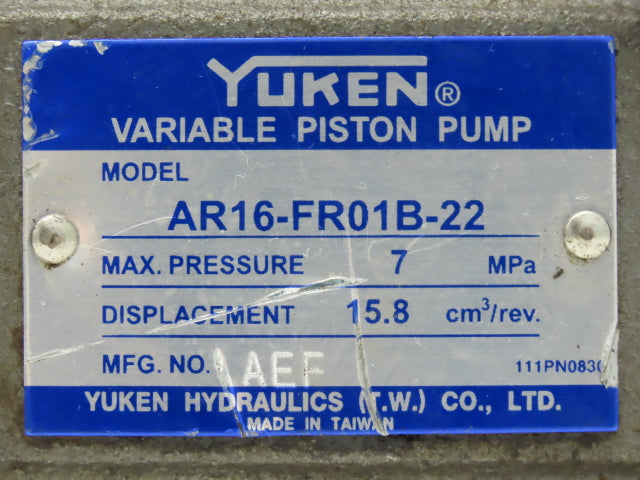 YUKEN®
VARIABLE PISTON PUMP
MODEL
AR16-FR01B-22
MAX. PRESSURE 7 MPa
DISPLACEMENT 15.8 cm³/rev.
MFG. NO. AEF
YUKEN HYDRAULICS (T.W.) CO., LTD.
MADE IN TAIWAN